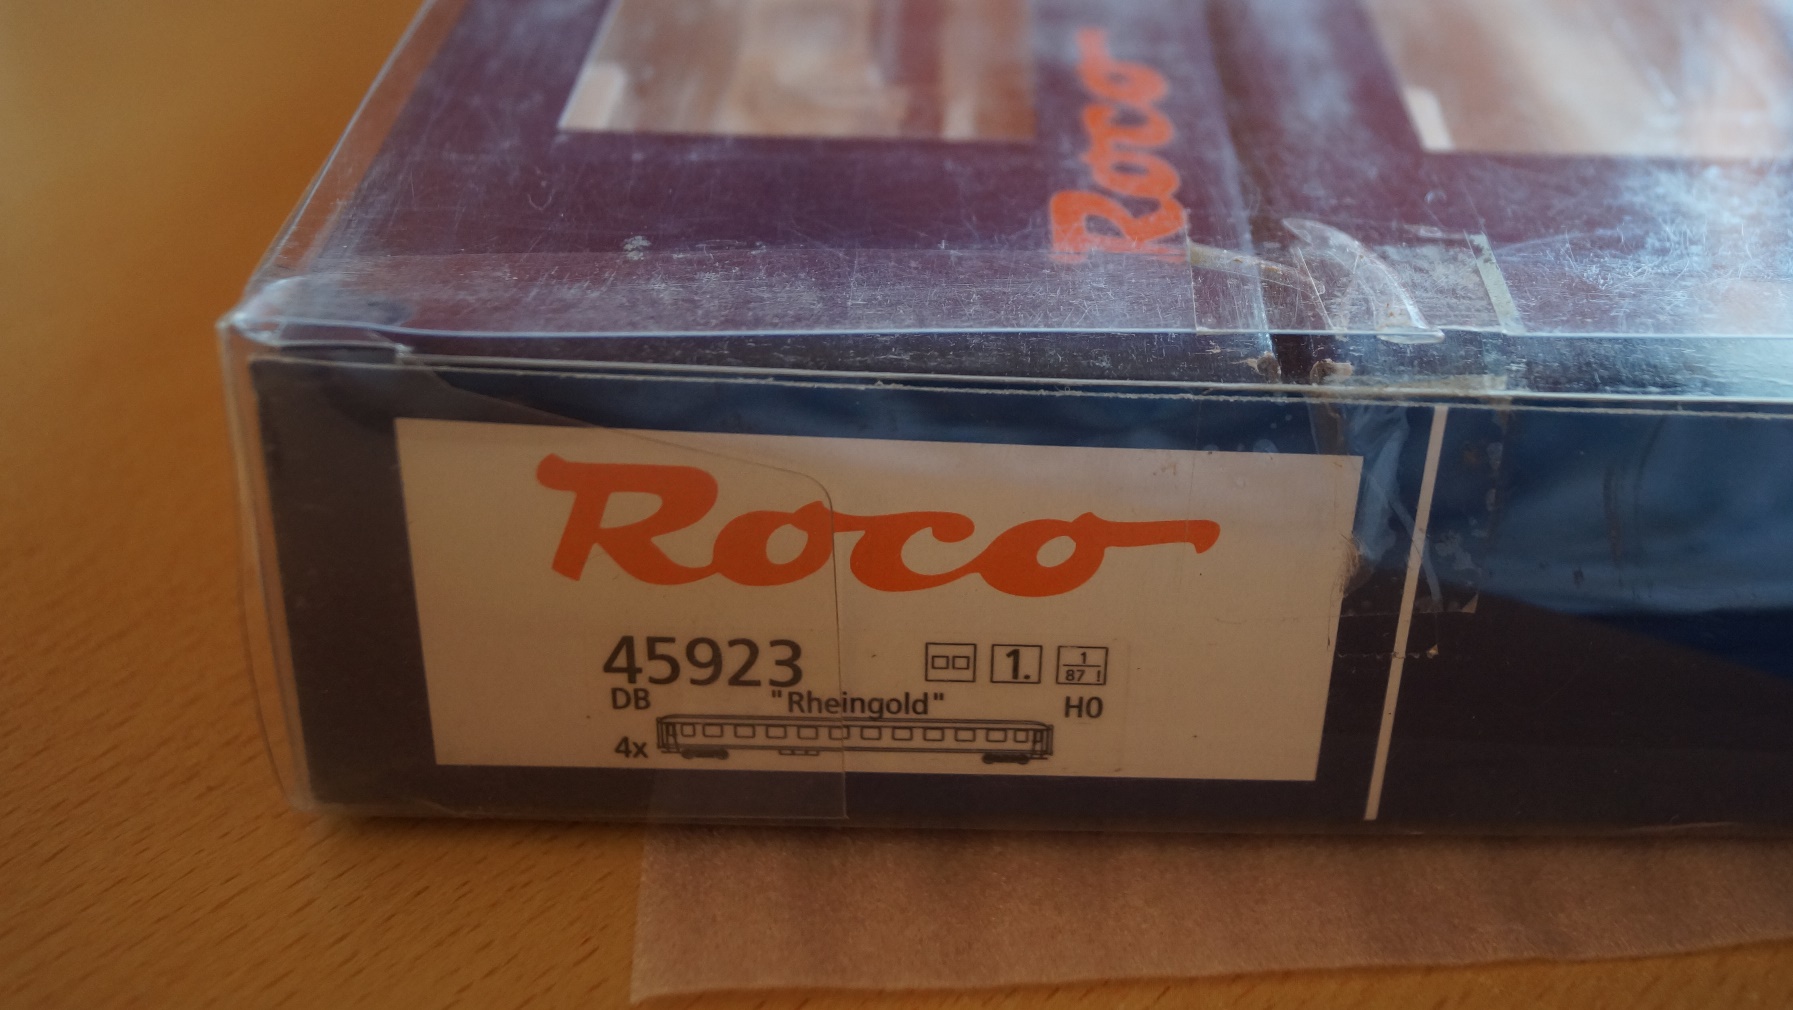 Roco
Roco
45923
1.
1
87 !
DB
"Rheingold"
H0
4x